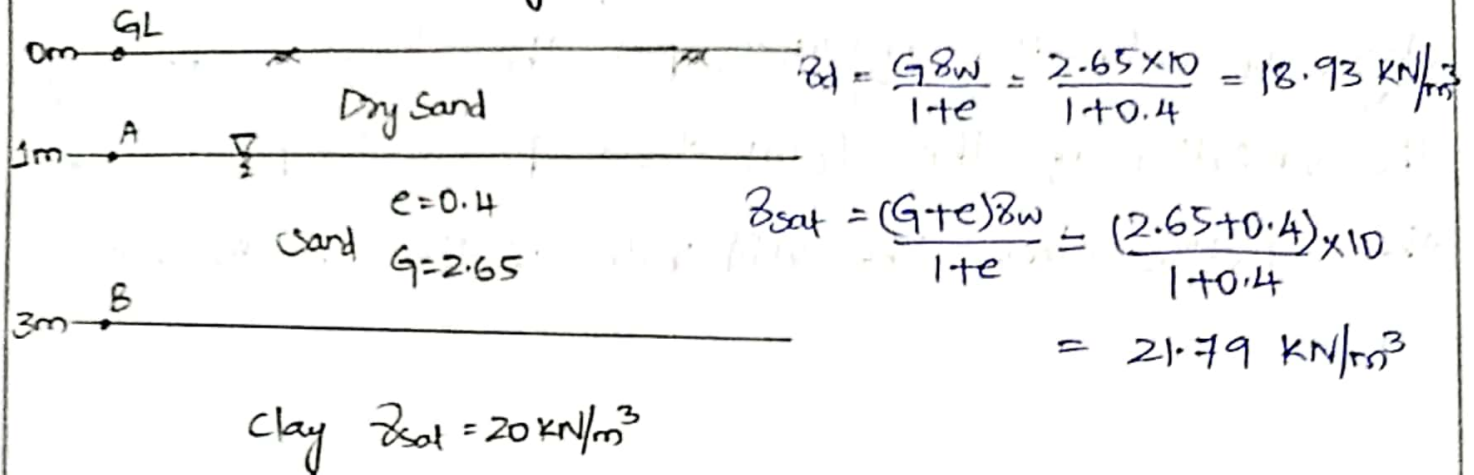 GL
0m
Dry Sand
1m A
e=0.4
Sand
G=2.65
3m B
Clay γsat = 20 KN/m³
γd = Gγw / 1+e = 2.65×10 / 1+0.4 = 18.93 KN/m³
γsat = (G+e)γw / 1+e = (2.65+0.4)×10 / 1+0.4
= 21.79 KN/m³